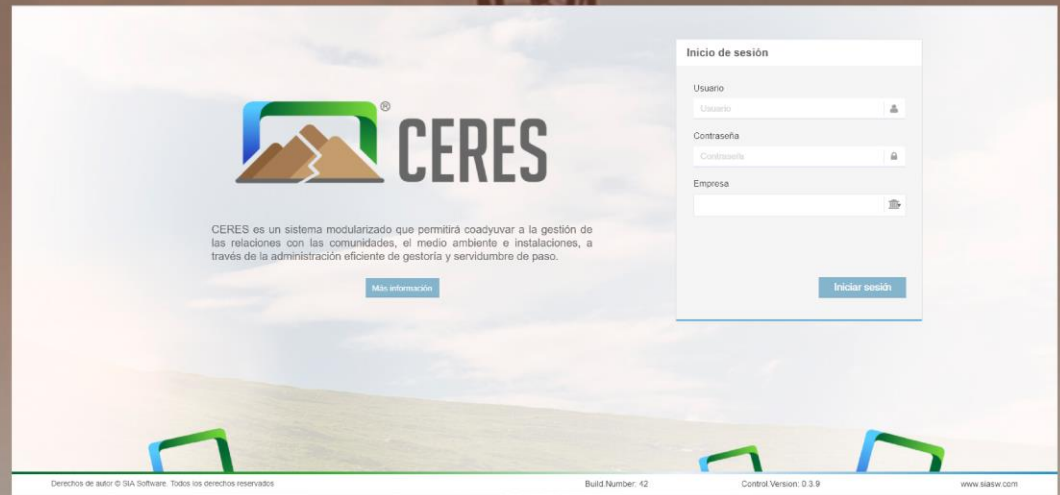 Inicio de sesión
Usuario
Usuario
Contraseña
Contraseña
Empresa
Iniciar sesión
®
CERES
CERES es un sistema modularizado que permitirá coadyuvar a la gestión de
las relaciones con las comunidades, el medio ambiente e instalaciones, a
través de la administración eficiente de gestoría y servidumbre de paso.
Más información
Derechos de autor © SIA Software. Todos los derechos reservados
Build.Number: 42
Control.Version: 0.3.9
www.siasw.com